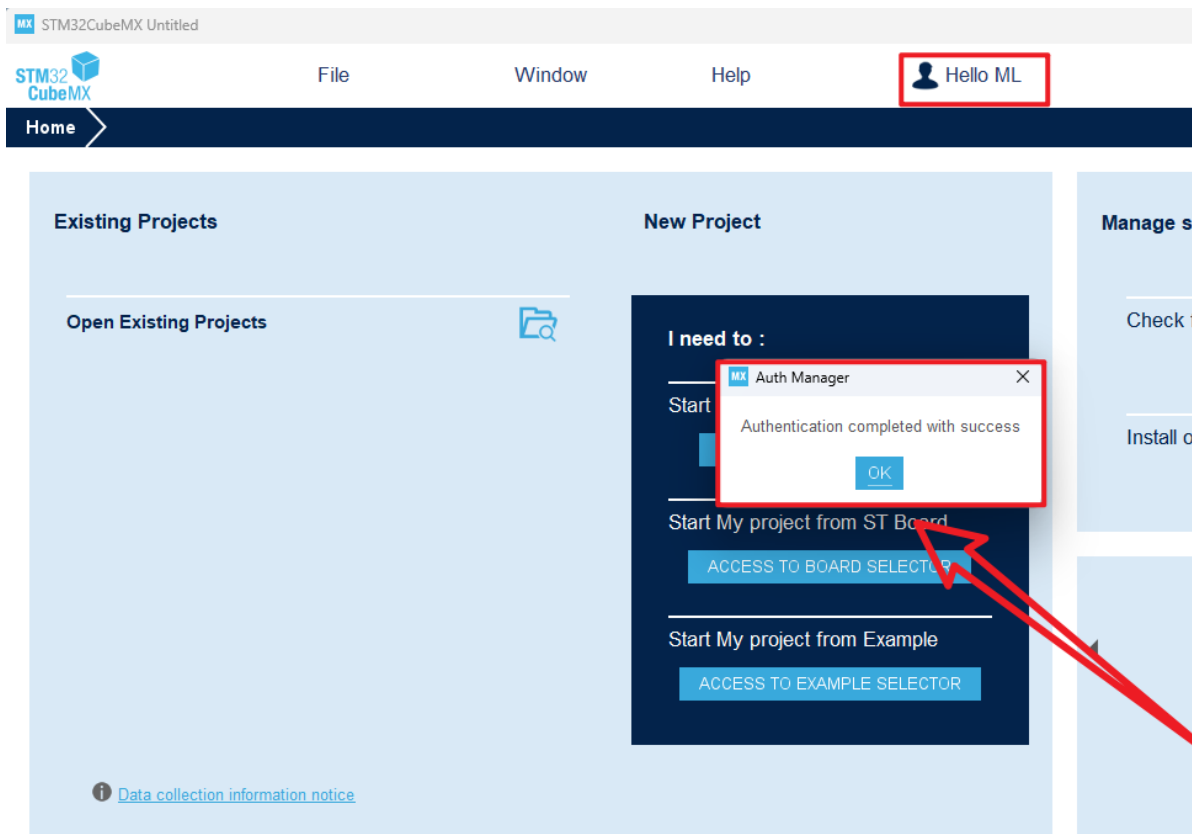 MX STM32CubeMX Untitled
STM32
CubeMX
File
Window
Help
Hello ML
Home
Existing Projects
New Project
Manage s
Open Existing Projects
I need to :
Check
MX Auth Manager
Start
Authentication completed with success
OK
Install o
Start My project from ST Board
ACCESS TO BOARD SELECTOR
Start My project from Example
ACCESS TO EXAMPLE SELECTOR
Data collection information notice